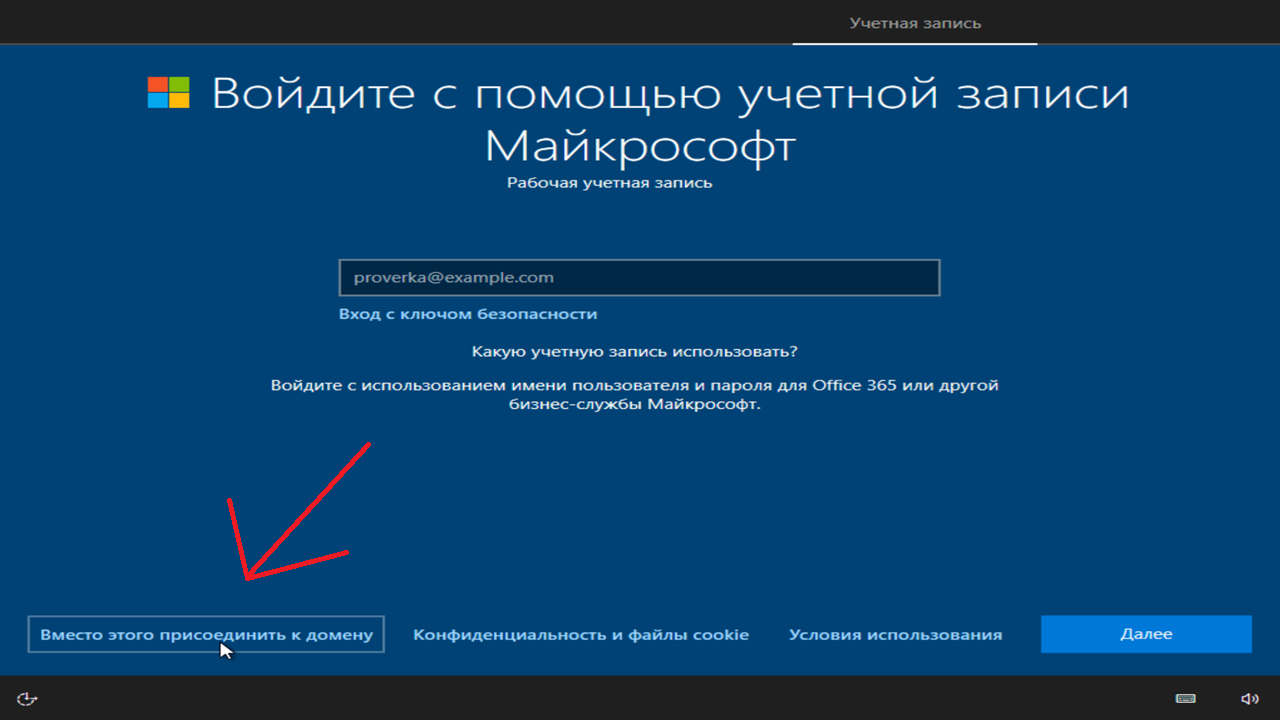 Учетная запись
Войдите с помощью учетной записи
Майкрософт
Рабочая учетная запись
proverka@example.com
Вход с ключом безопасности
Какую учетную запись использовать?
Войдите с использованием имени пользователя и пароля для Office 365 или другой
бизнес-службы Майкрософт.
Вместо этого присоединить к домену
Конфиденциальность и файлы cookie
Условия использования
Далее